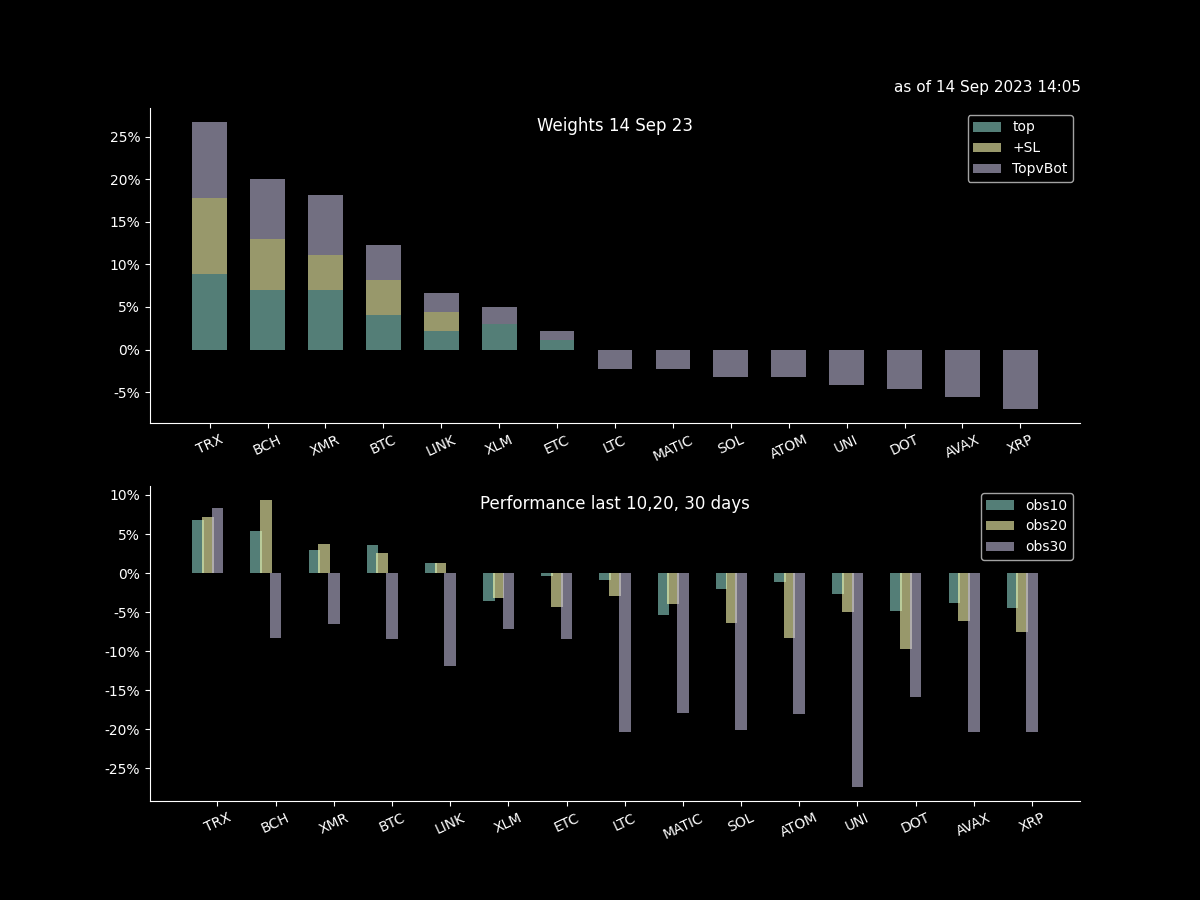 as of 14 Sep 2023 14:05
Weights 14 Sep 23
top
+SL
TopvBot
25%
20%
15%
10%
5%
0%
-5%
TRX BCH XMR BTC LINK XLM ETC LTC MATIC SOL ATOM UNI DOT AVAX XRP
Performance last 10,20, 30 days
obs10
obs20
obs30
10%
5%
0%
-5%
-10%
-15%
-20%
-25%
TRX BCH XMR BTC LINK XLM ETC LTC MATIC SOL ATOM UNI DOT AVAX XRP